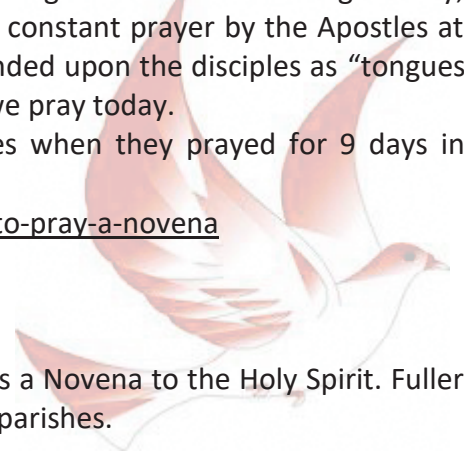 constant prayer by the Apostles at
nded upon the disciples as “tongues
ve pray today.
es when they prayed for 9 days in
to-pray-a-novena
s a Novena to the Holy Spirit. Fuller
parishes.